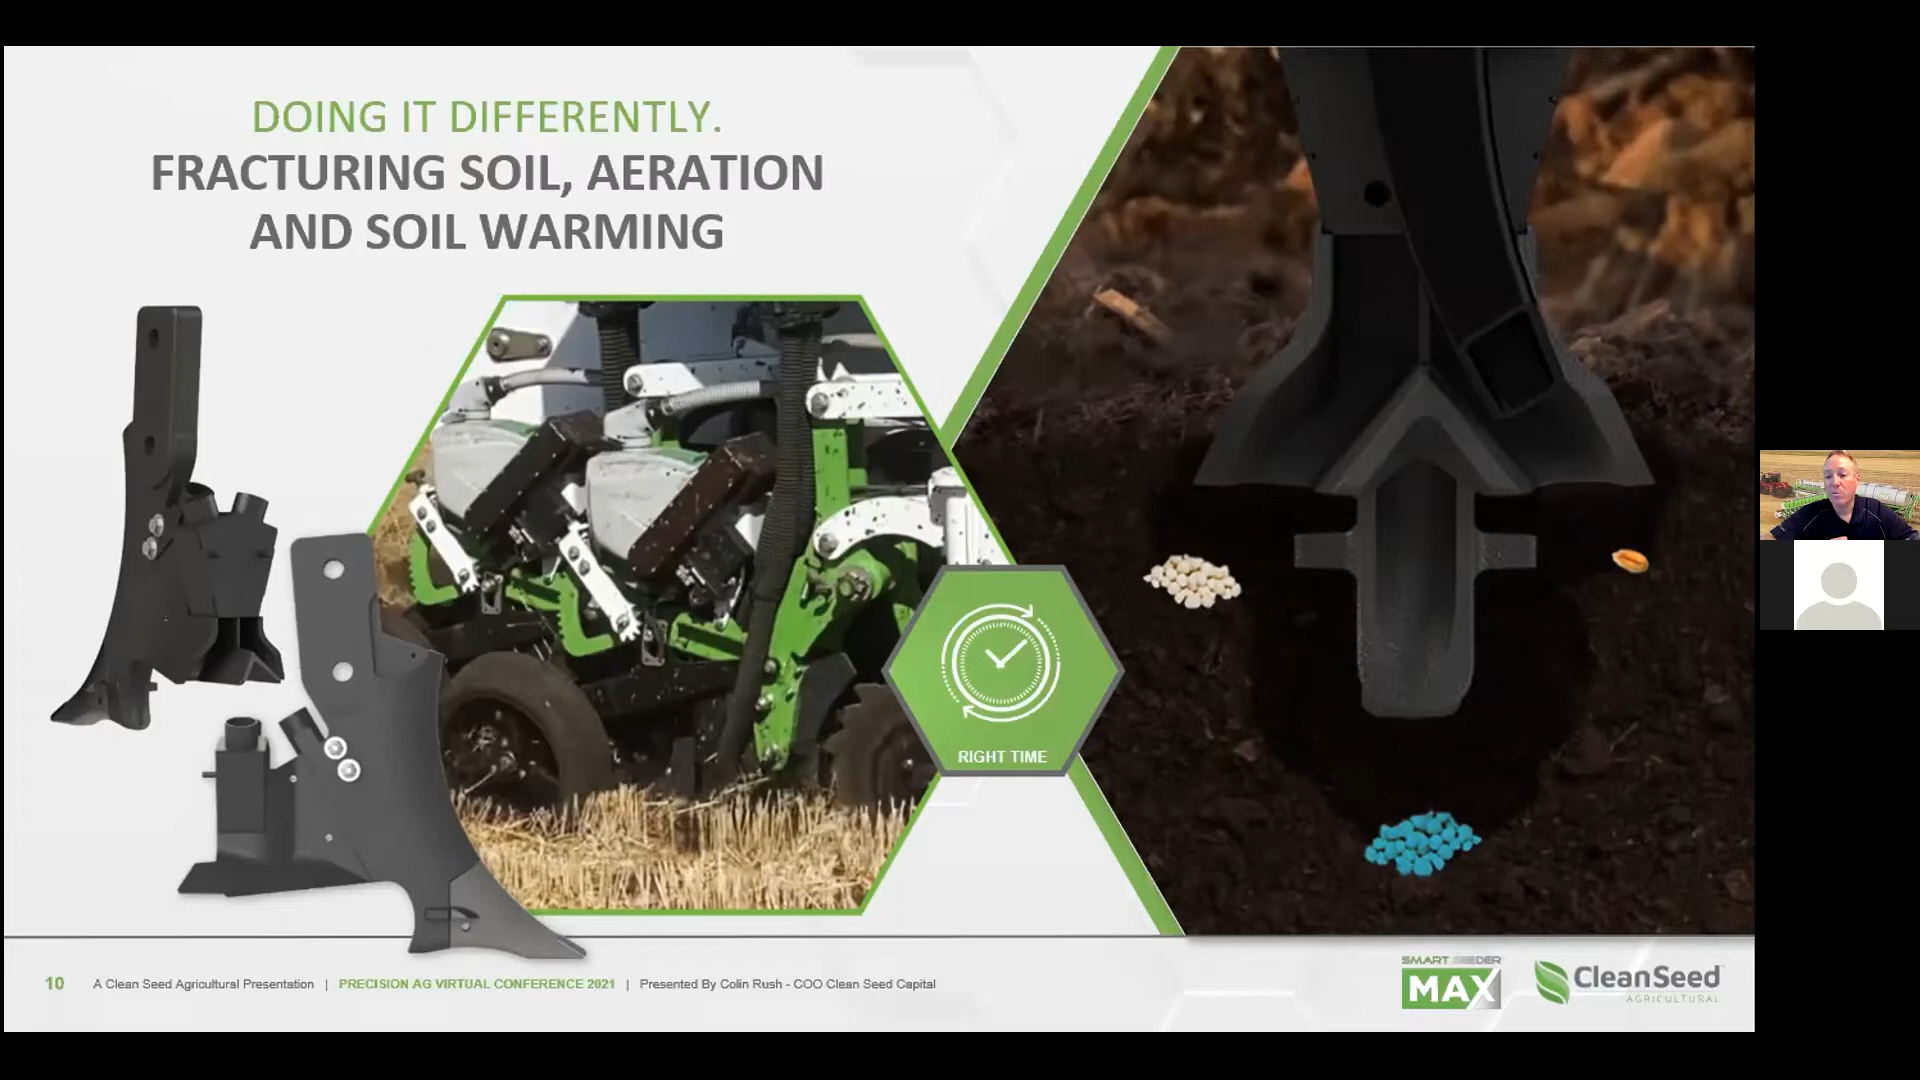 DOING IT DIFFERENTLY.
FRACTURING SOIL, AERATION
AND SOIL WARMING
RIGHT TIME
10 A Clean Seed Agricultural Presentation | PRECISION AG VIRTUAL CONFERENCE 2021 | Presented By Colin Rush - COO Clean Seed Capital
SMART SEEDER
MAX
CleanSeed
AGRICULTURAL